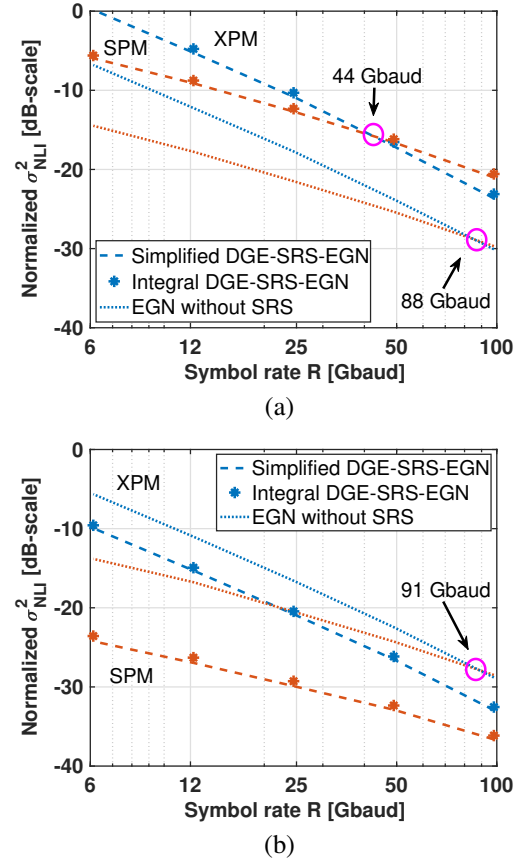 0
XPM
SPM
44 Gbaud
-10
-20
-30
88 Gbaud
-40
Normalized σ²NLI [dB-scale]
Simplified DGE-SRS-EGN
Integral DGE-SRS-EGN
EGN without SRS
6 12 25 50 100
Symbol rate R [Gbaud]
(a)
0
XPM
Simplified DGE-SRS-EGN
Integral DGE-SRS-EGN
EGN without SRS
-10
91 Gbaud
-20
SPM
-30
-40
Normalized σ²NLI [dB-scale]
6 12 25 50 100
Symbol rate R [Gbaud]
(b)